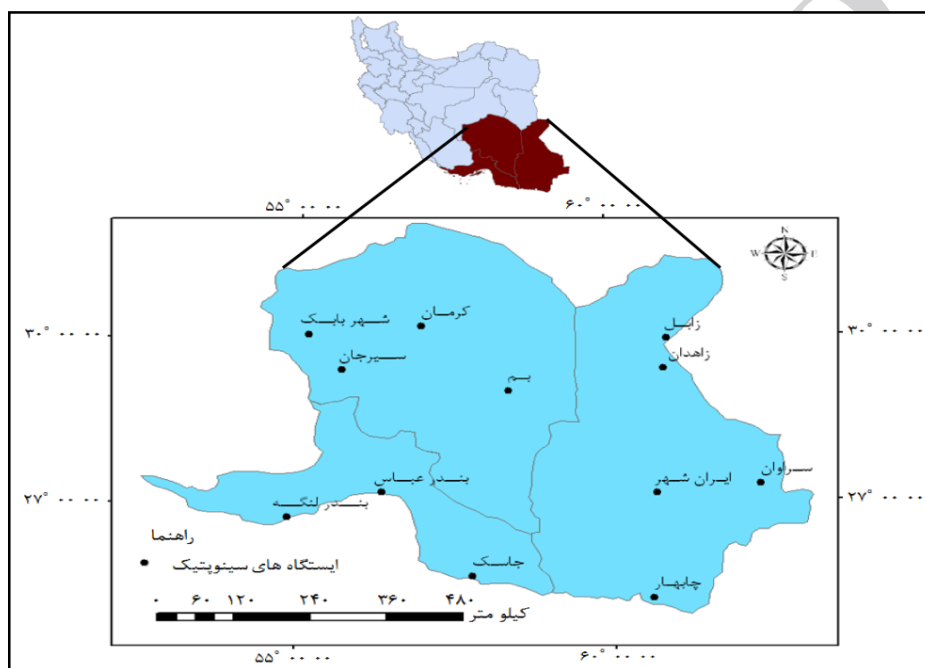 ۵۵° ۰۰ ۰۰
۶۰° ۰۰ ۰۰
N
W E
S
۳۰° ۰۰ ۰۰
۳۰° ۰۰ ۰۰
کرمان
شهر بابک
سیرجان
بم
زابل
زاهدان
سراوان
ایران شهر
بندر عباس
بندر لنگه
۲۷° ۰۰ ۰۰
۲۷° ۰۰ ۰۰
جاسک
چابهار
راهنما
ایستگاه های سینوپتیک
۰ ۶۰ ۱۲۰ ۲۴۰ ۳۶۰ ۴۸۰
کیلو متر
۵۵° ۰۰ ۰۰
۶۰° ۰۰ ۰۰